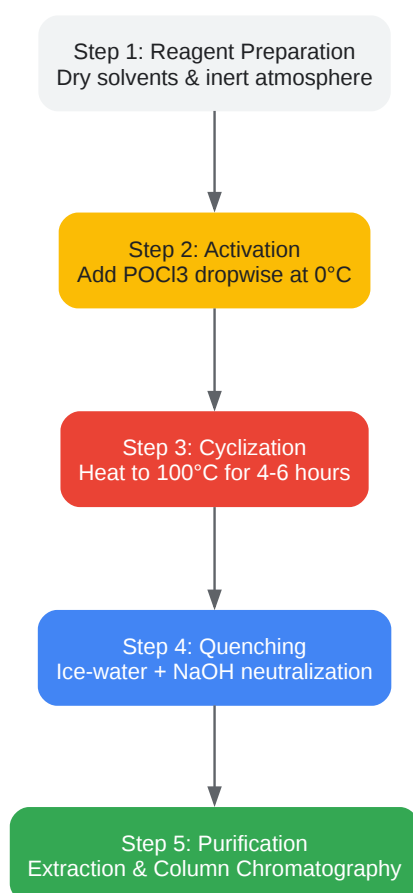 Step 1: Reagent Preparation
Dry solvents & inert atmosphere
Step 2: Activation
Add POCl3 dropwise at 0°C
Step 3: Cyclization
Heat to 100°C for 4-6 hours
Step 4: Quenching
Ice-water + NaOH neutralization
Step 5: Purification
Extraction & Column Chromatography